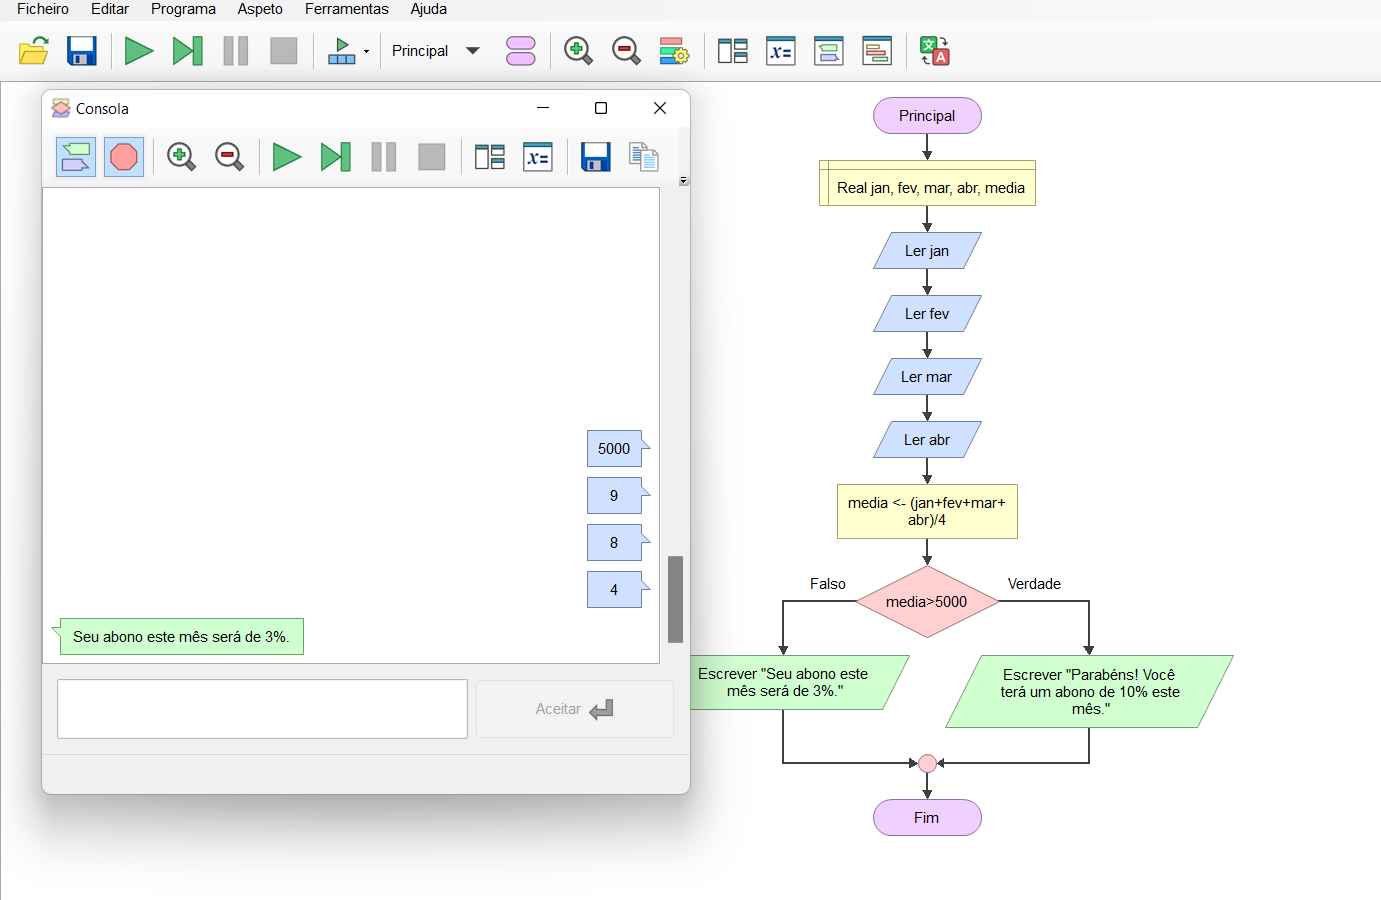 Ficheiro Editar Programa Aspeto Ferramentas Ajuda
Principal
Consola
5000
9
8
4
Seu abono este mês será de 3%.
Aceitar
Principal
Real jan, fev, mar, abr, media
Ler jan
Ler fev
Ler mar
Ler abr
media <- (jan+fev+mar+
abr)/4
Falso
media>5000
Verdade
Escrever "Seu abono este
mês será de 3%."
Escrever "Parabéns! Você
terá um abono de 10% este
mês."
Fim